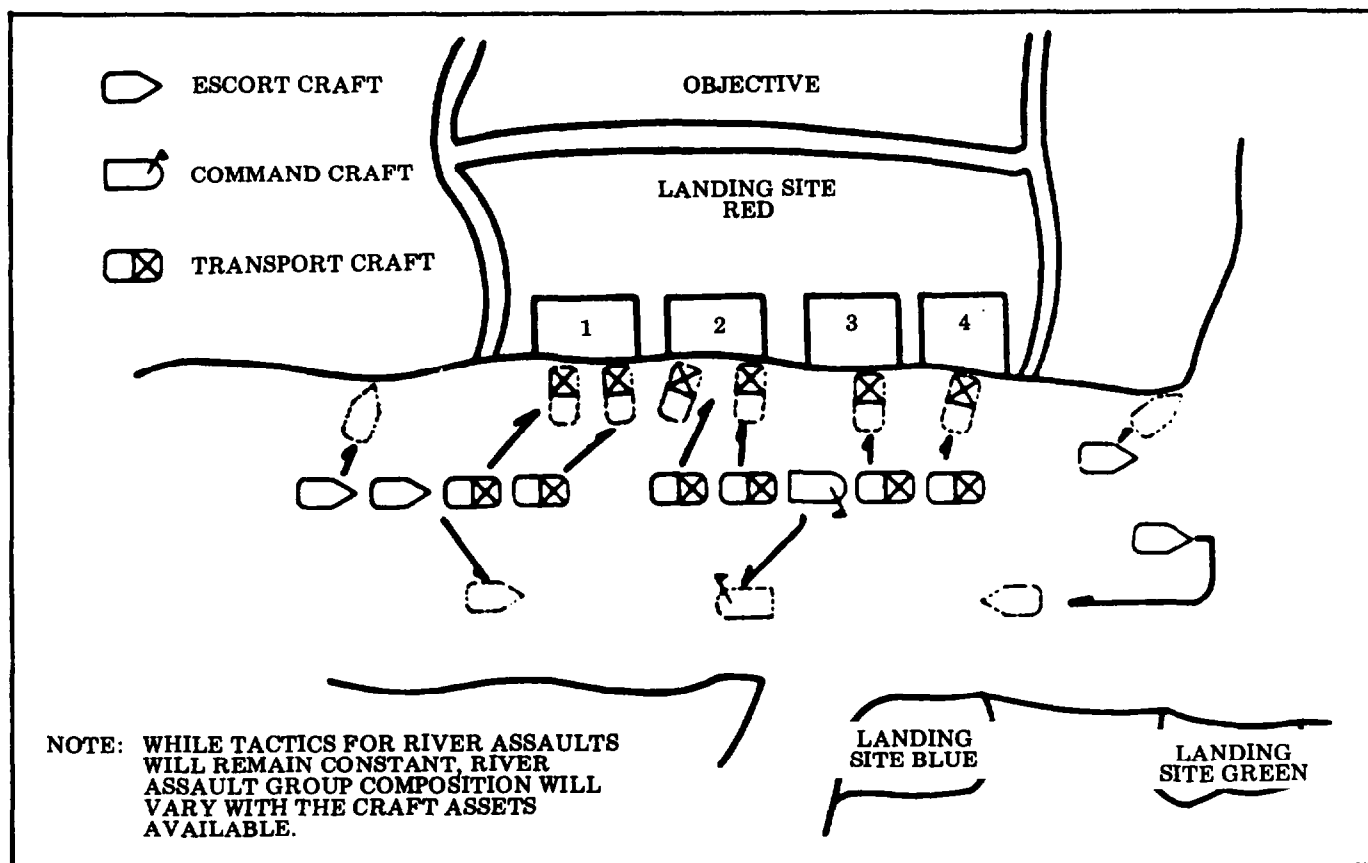 ESCORT CRAFT
COMMAND CRAFT
TRANSPORT CRAFT
OBJECTIVE
LANDING SITE
RED
1
2
3
4
LANDING
SITE BLUE
LANDING
SITE GREEN
NOTE: WHILE TACTICS FOR RIVER ASSAULTS
WILL REMAIN CONSTANT, RIVER
ASSAULT GROUP COMPOSITION WILL
VARY WITH THE CRAFT ASSETS
AVAILABLE.